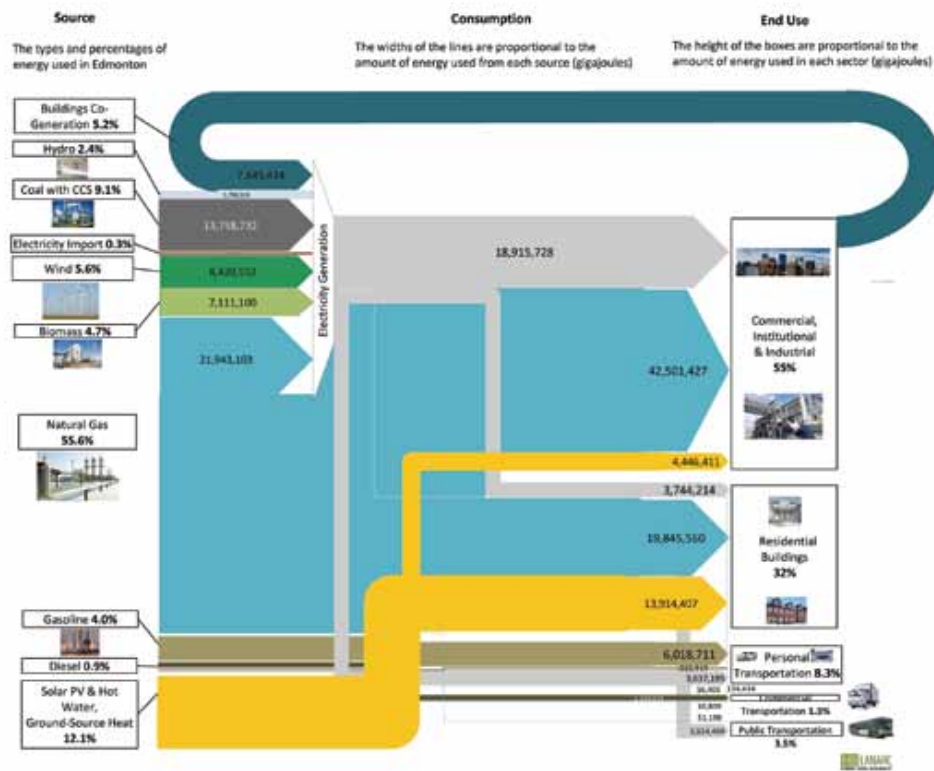 Source
The types and percentages of
energy used in Edmonton
Consumption
The widths of the lines are proportional to the
amount of energy used from each source (gigajoules)
End Use
The height of the boxes are proportional to the
amount of energy used in each sector (gigajoules)
Buildings Co-
Generation 5.2%
Hydro 2.4%
Coal with CCS 9.1%
Electricity Import 0.3%
Wind 5.6%
Biomass 4.7%
Natural Gas
55.6%
Gasoline 4.0%
Diesel 0.9%
Solar PV & Hot
Water,
Ground-Source Heat
12.1%
13,758,732
7,111,100
21,943,103
Electricity Generation
18,915,728
42,501,427
4,446,411
3,744,214
19,845,560
13,914,407
6,018,711
Commercial,
Institutional
& Industrial
55%
Residential
Buildings
32%
Personal
Transportation 8.3%
Transportation 1.3%
Public Transportation
3.5%